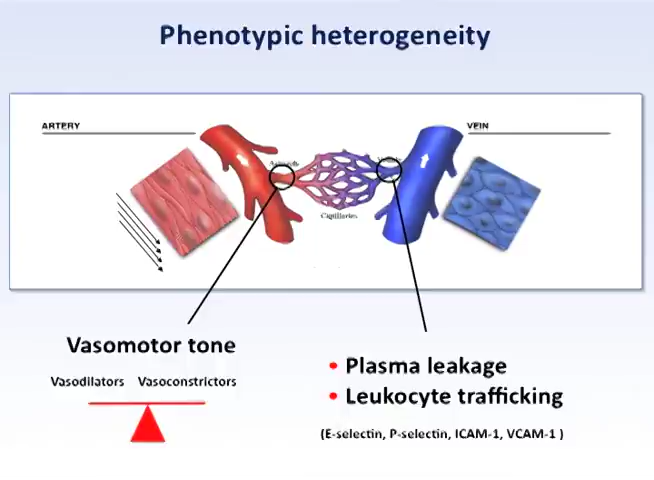 Phenotypic heterogeneity
ARTERY
VEIN
Capillaries
Vasomotor tone
Vasodilators Vasoconstrictors
• Plasma leakage
• Leukocyte trafficking
(E-selectin, P-selectin, ICAM-1, VCAM-1 )